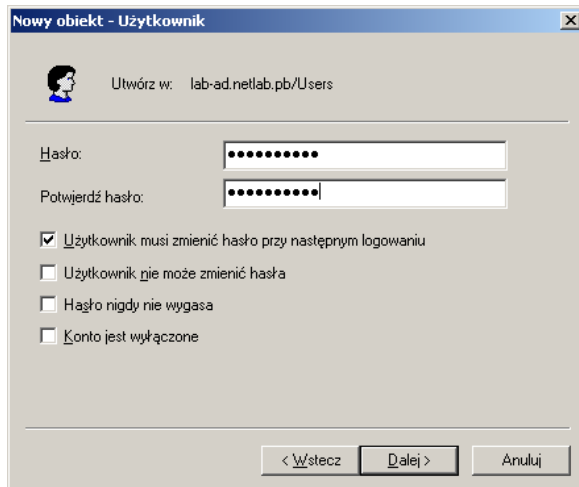 Nowy obiekt - Użytkownik
Utwórz w: lab-ad.netlab.pb/Users
Hasło: ●●●●●●●●●●
Potwierdź hasło: ●●●●●●●●●●
Użytkownik musi zmienić hasło przy następnym logowaniu
Użytkownik nie może zmienić hasła
Hasło nigdy nie wygasa
Konto jest wyłączone
< Wstecz Dalej > Anuluj